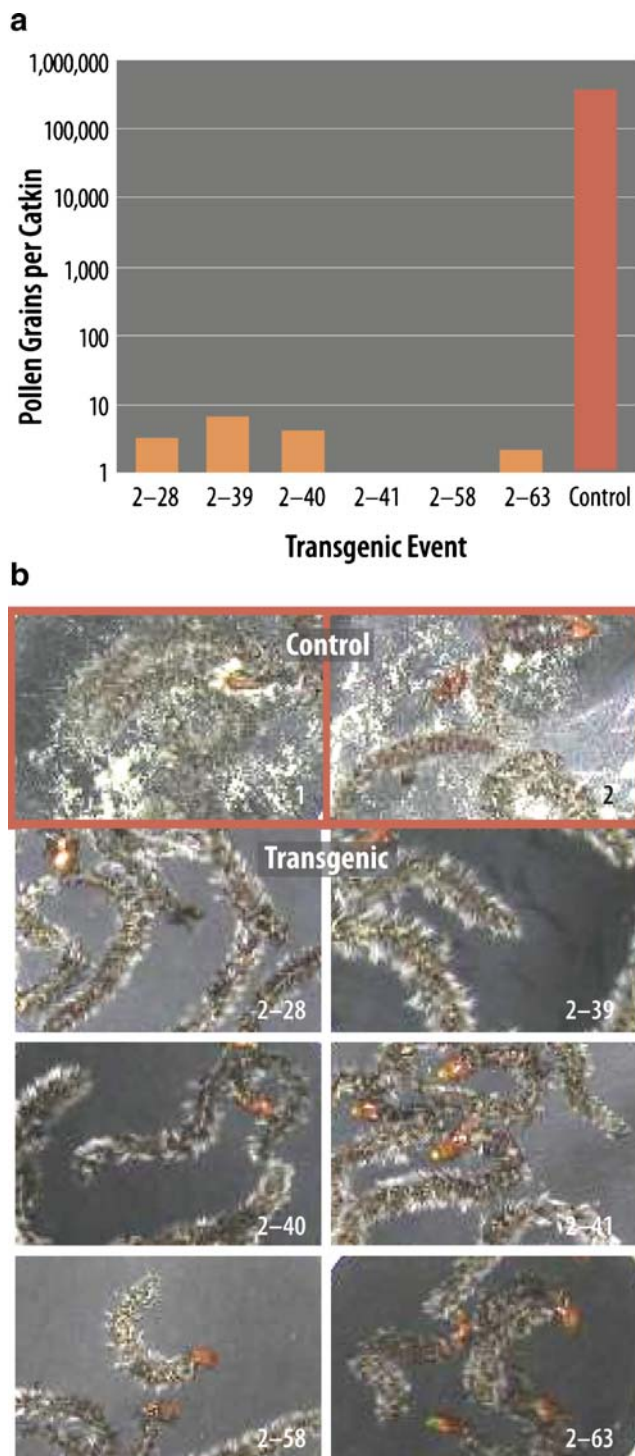 a
1,000,000
100,000
10,000
1,000
100
10
1
Pollen Grains per Catkin
2–28 2–39 2–40 2–41 2–58 2–63 Control
Transgenic Event
b
Control
1 2
Transgenic
2–28 2–39
2–40 2–41
2–58 2–63